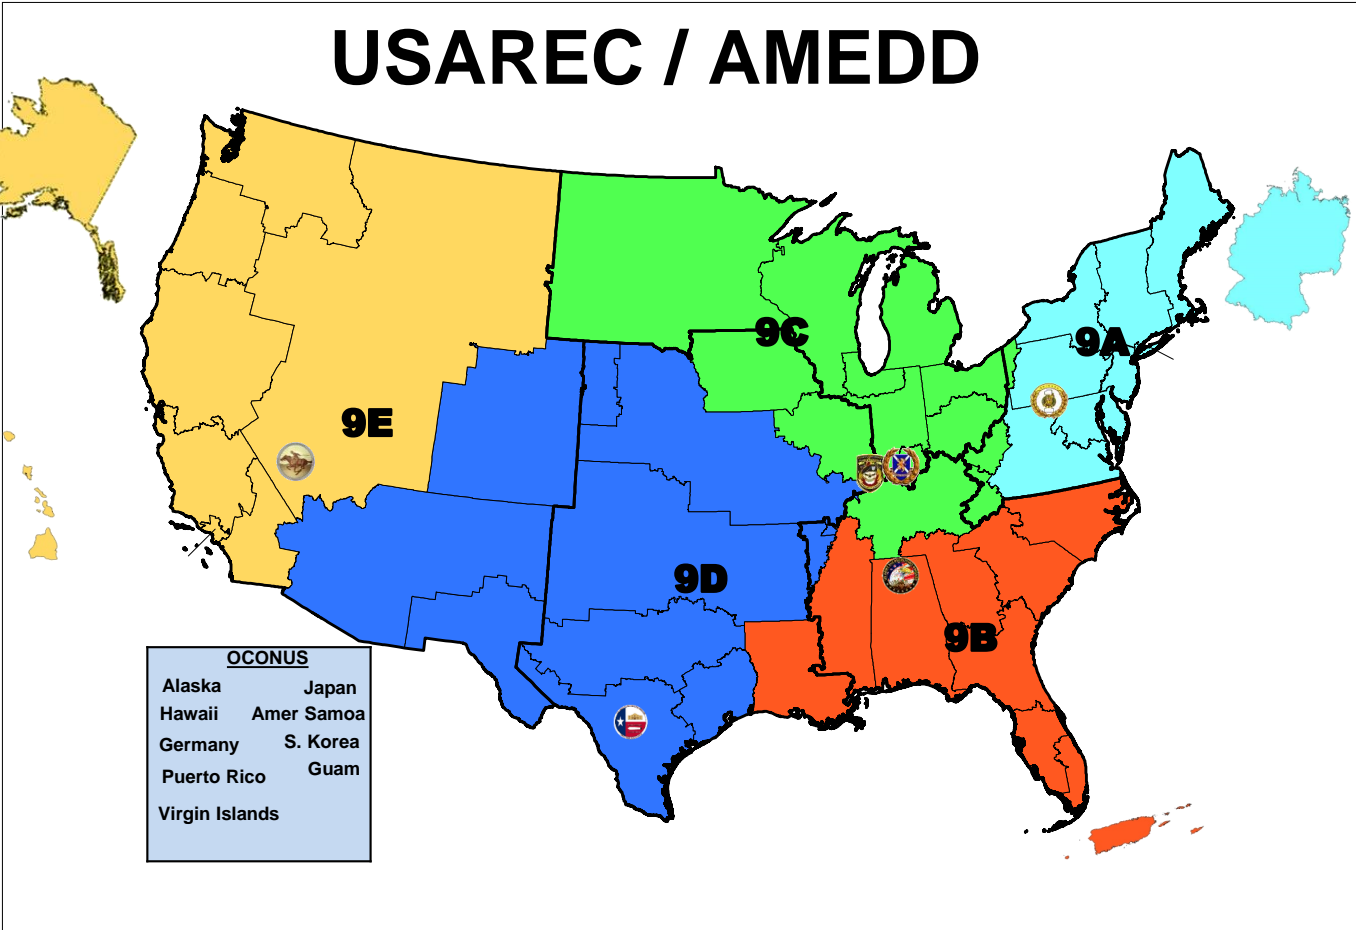 USAREC / AMEDD
9C
9A
9E
9D
9B
OCONUS
Alaska Japan
Hawaii Amer Samoa
Germany S. Korea
Puerto Rico Guam
Virgin Islands